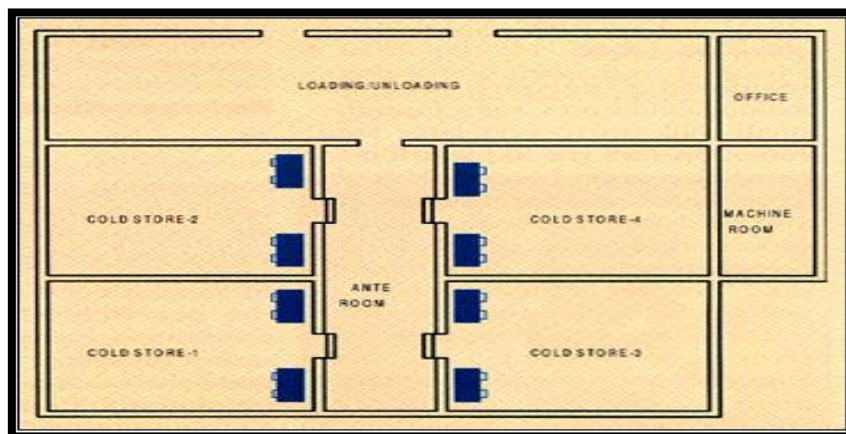 LOADING/UNLOADING
OFFICE
COLD STORE-2
COLD STORE-4
MACHINE
ROOM
ANTE
ROOM
COLD STORE-1
COLD STORE-3